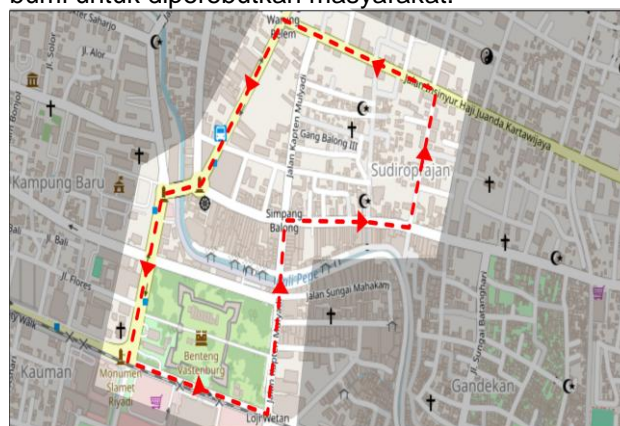 bumi untuk diperebutkan masyarakat.
Warung
Pelem
Jl. Solor
Jl. Alor
Jalan Insinyur Haji Juanda Kartawijaya
Jalan Kapten Mulyadi
Gang Balong III
Sudiroprajan
Kampung Baru
Simpang
Balong
Jl. Bali
Jl. Flores
Kali Pepe
Jalan Sungai Mahakam
Jl. Sungai Batanghari
Benteng
Vastenburg
Kauman
Monumen
Slamet
Riyadi
Gandekan
Loji Wetan